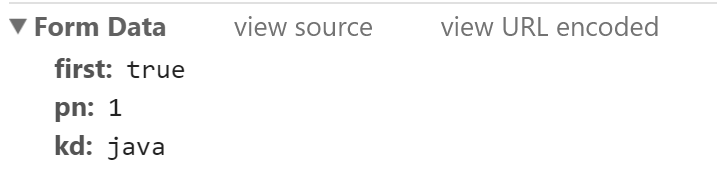 ▼ Form Data view source view URL encoded
first: true
pn: 1
kd: java